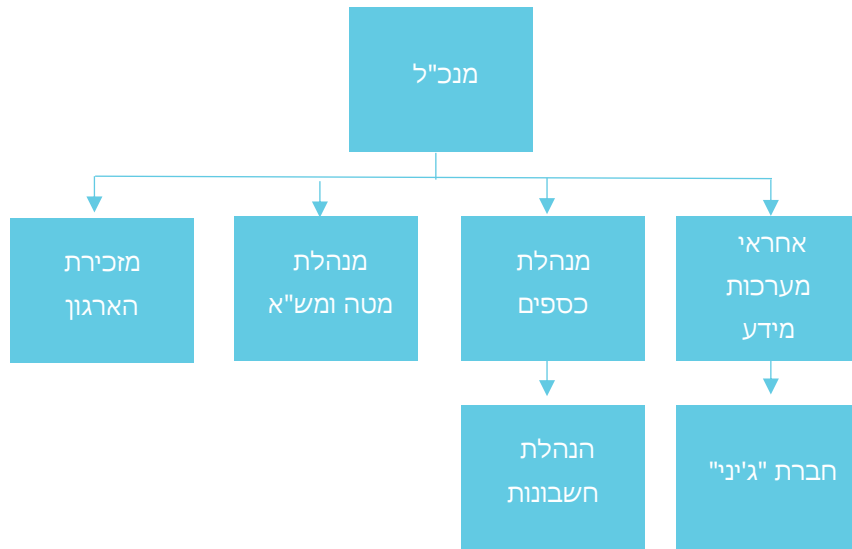 מנכ"ל
אחראי
מערכות
מידע
מנהלת
כספים
מנהלת
מטה ומש"א
מזכירת
הארגון
חברת "ג'יני"
הנהלת
חשבונות